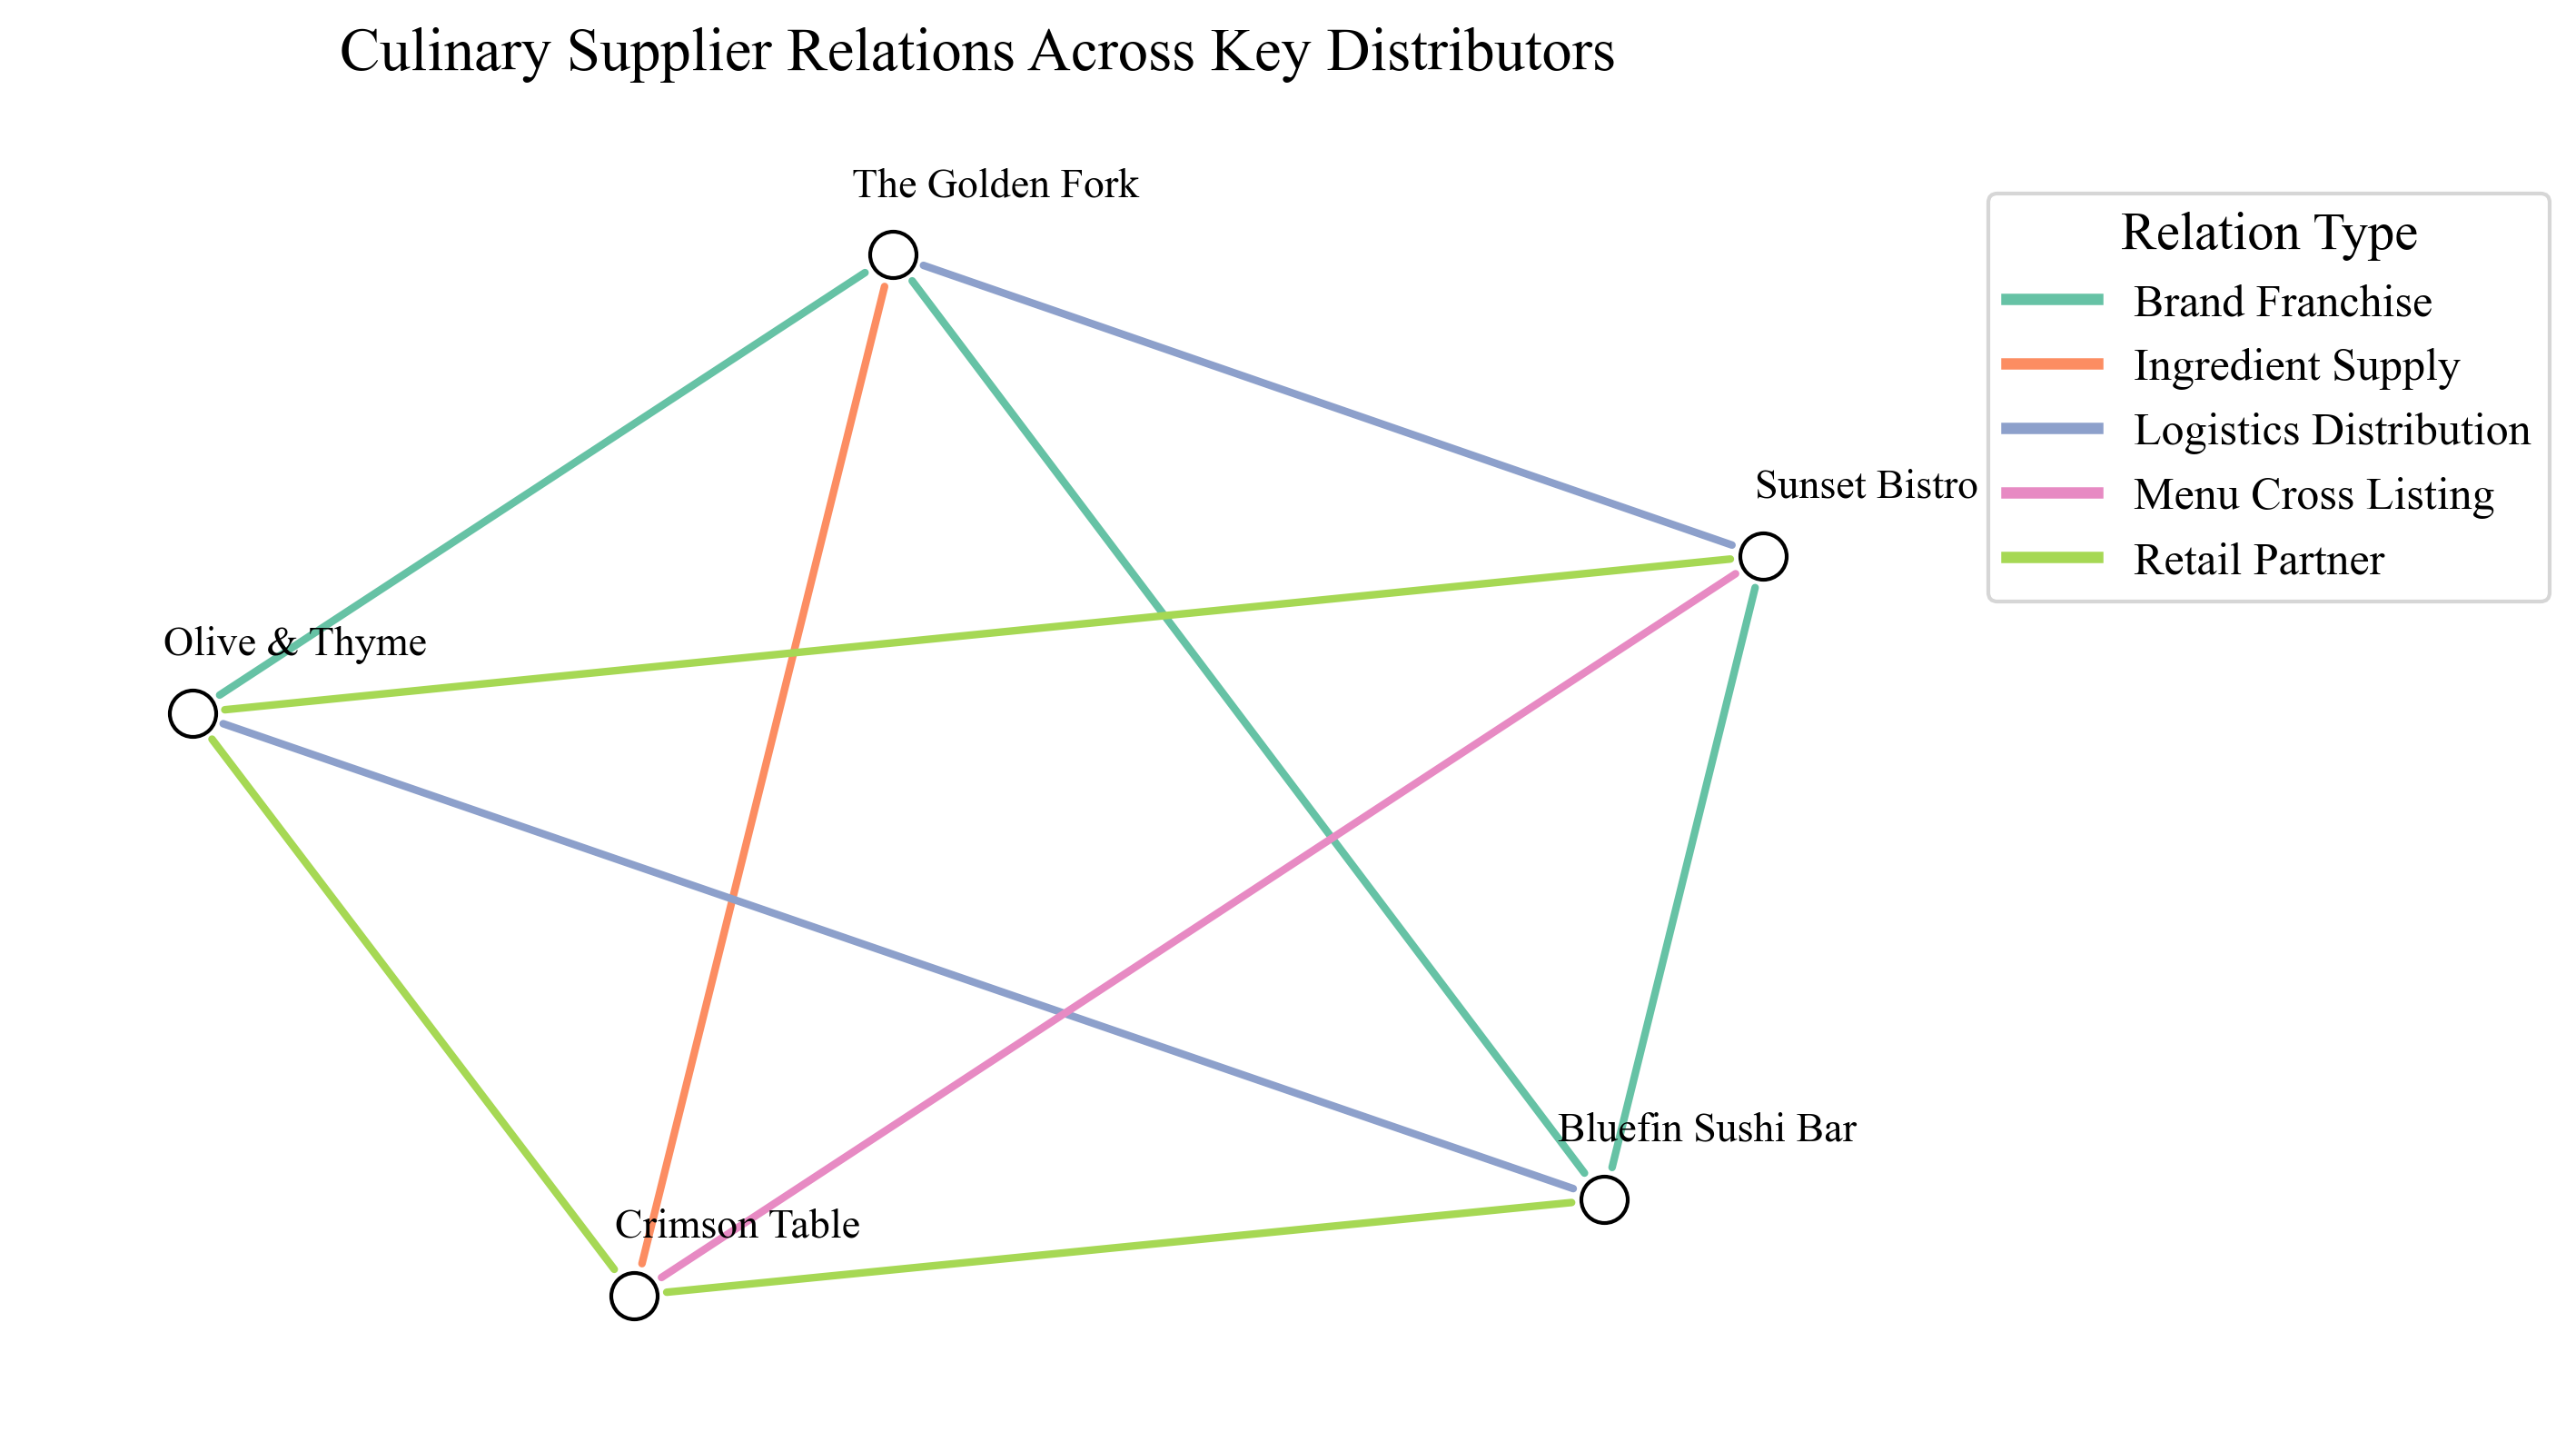 Culinary Supplier Relations Across Key Distributors
The Golden Fork
Relation Type
Brand Franchise
Ingredient Supply
Logistics Distribution
Menu Cross Listing
Retail Partner
Sunset Bistro
Olive & Thyme
Bluefin Sushi Bar
Crimson Table